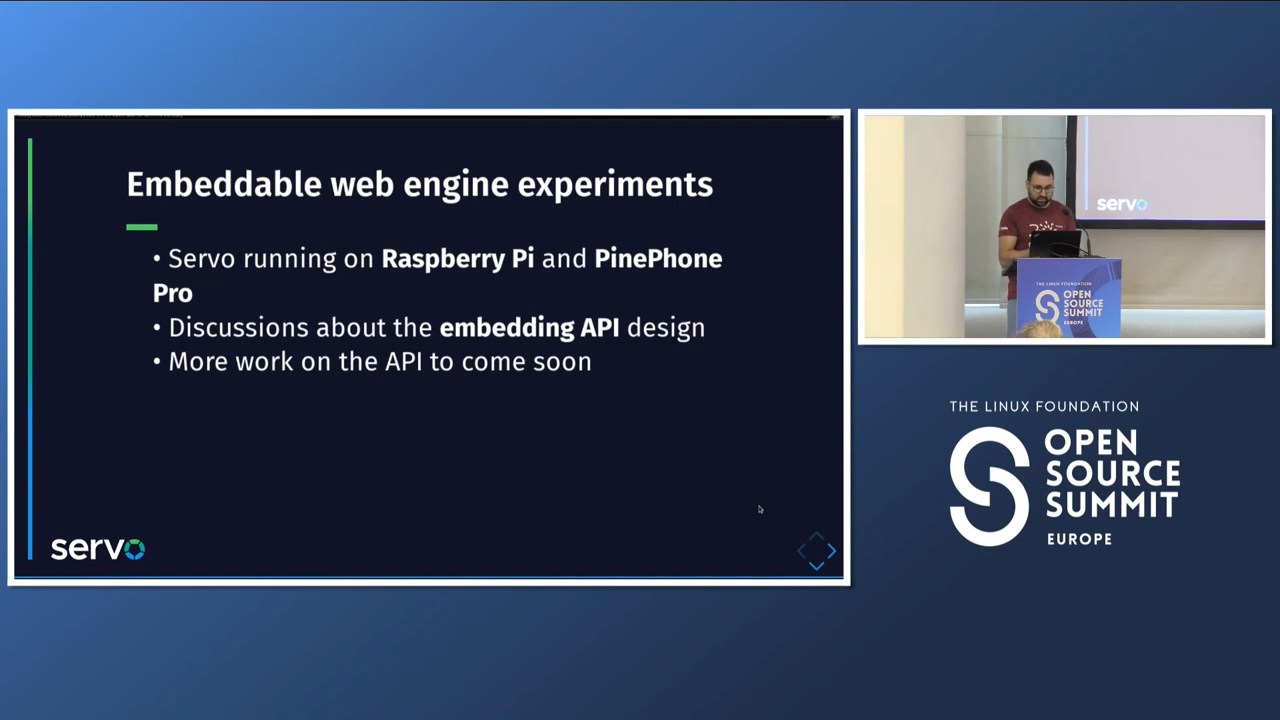 Embeddable web engine experiments
• Servo running on Raspberry Pi and PinePhone
Pro
• Discussions about the embedding API design
• More work on the API to come soon
servo
servo
THE LINUX FOUNDATION
OPEN
SOURCE
SUMMIT
EUROPE
THE LINUX FOUNDATION
OPEN
SOURCE
SUMMIT
EUROPE